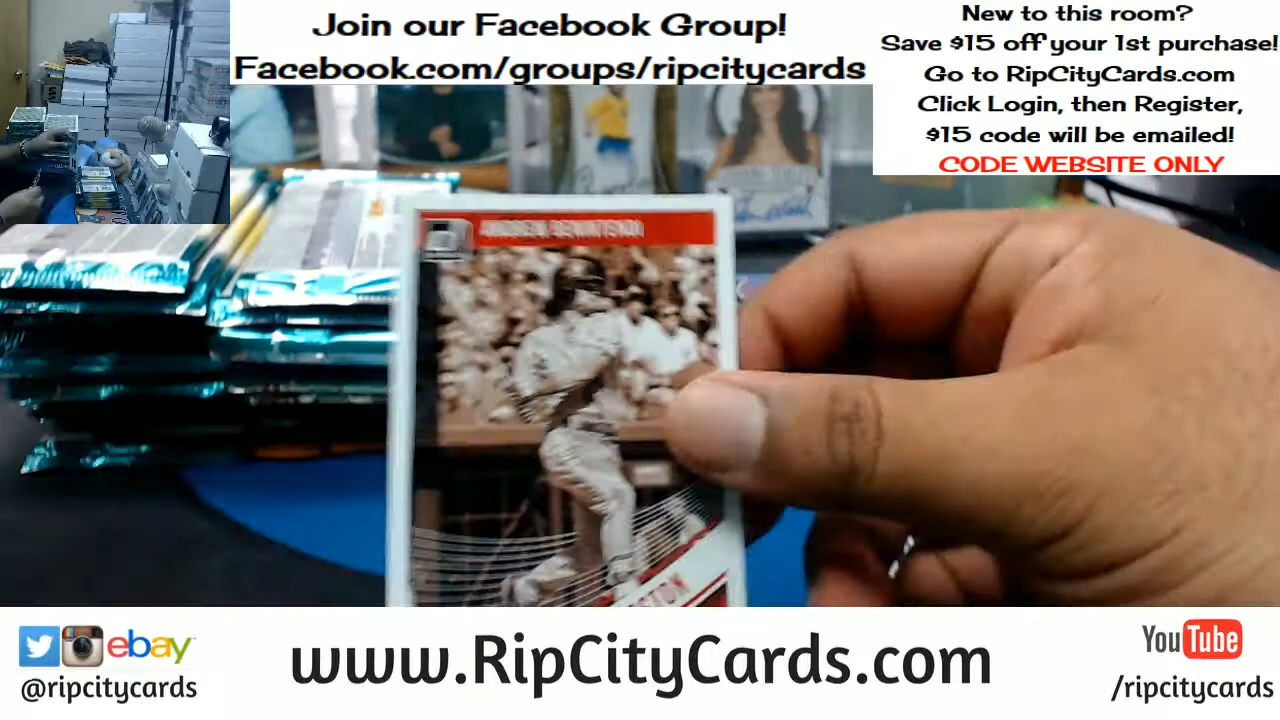 Join our Facebook Group!
Facebook.com/groups/ripcitycards
New to this room?
Save $15 off your 1st purchase!
Go to RipCityCards.com
Click Login, then Register,
$15 code will be emailed!
CODE WEBSITE ONLY
ANDREW BENINTENDI
ebay
@ripcitycards
www.RipCityCards.com
YouTube
/ripcitycards